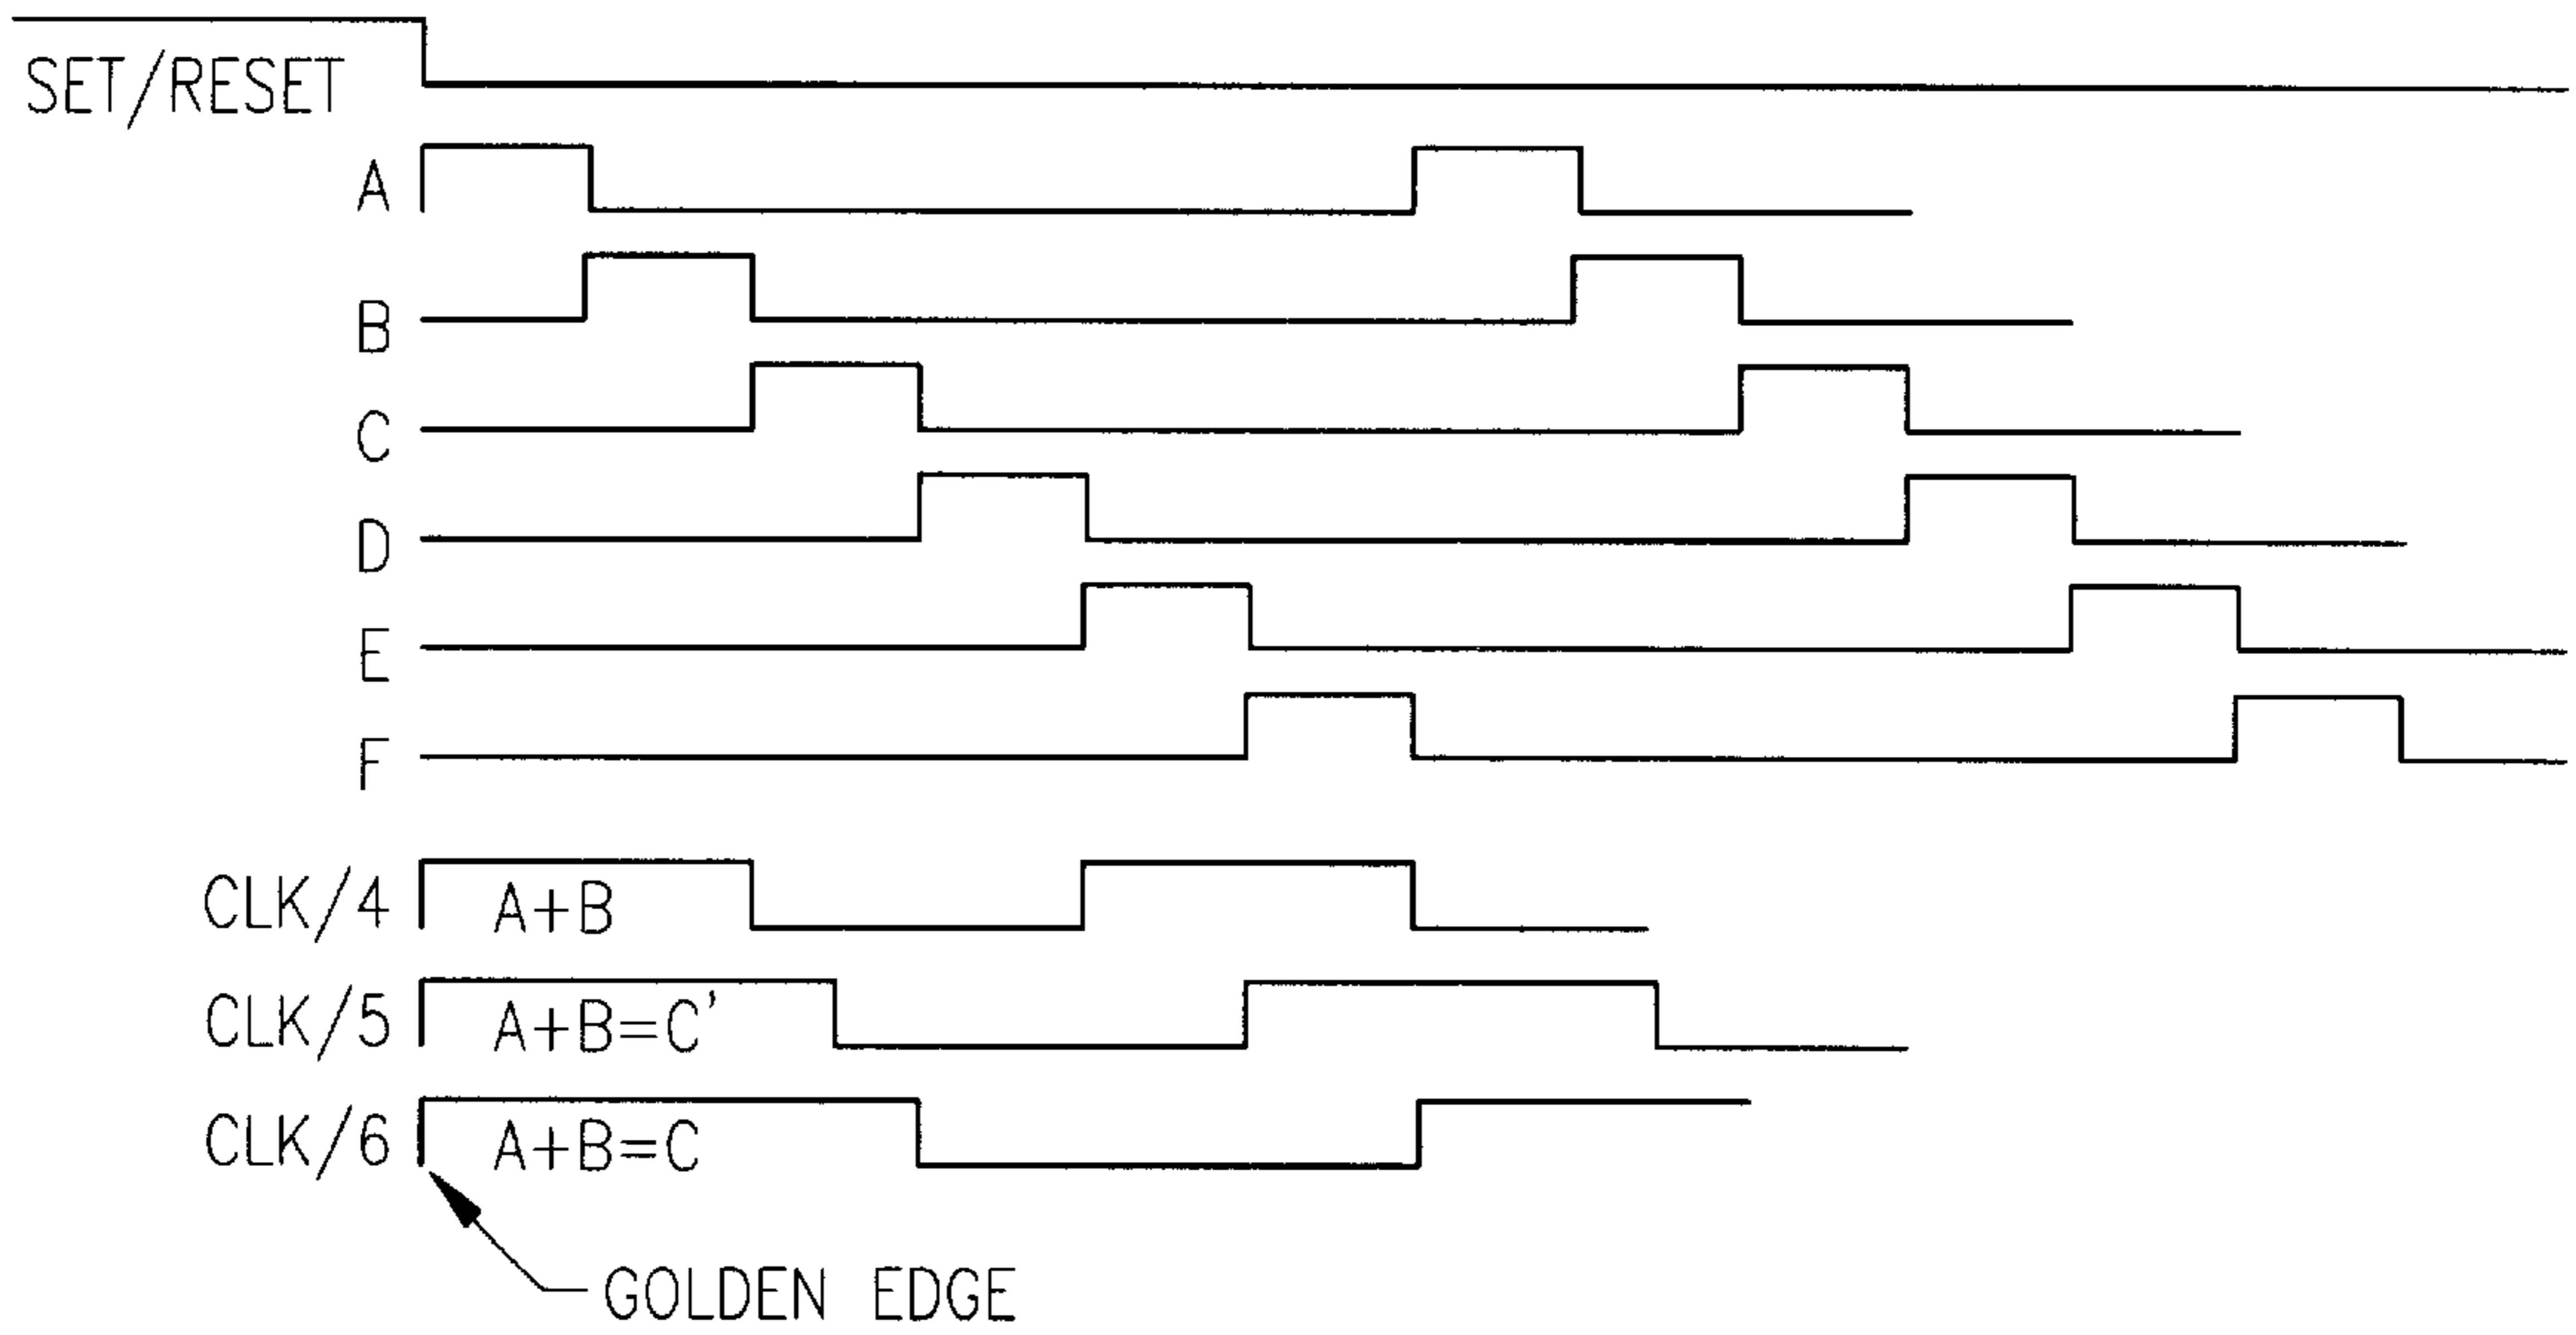 SET/RESET
A
B
C
D
E
F
CLK/4 A+B
CLK/5 A+B=C'
CLK/6 A+B=C
GOLDEN EDGE